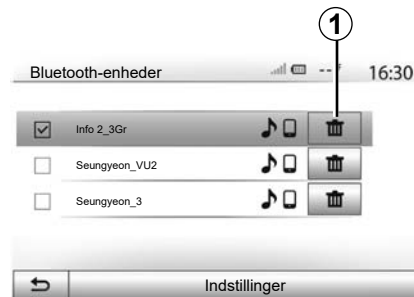 1
Bluetooth-enheder
--°
16:30
Info 2_3Gr
Seungyeon_VU2
Seungyeon_3
Indstillinger